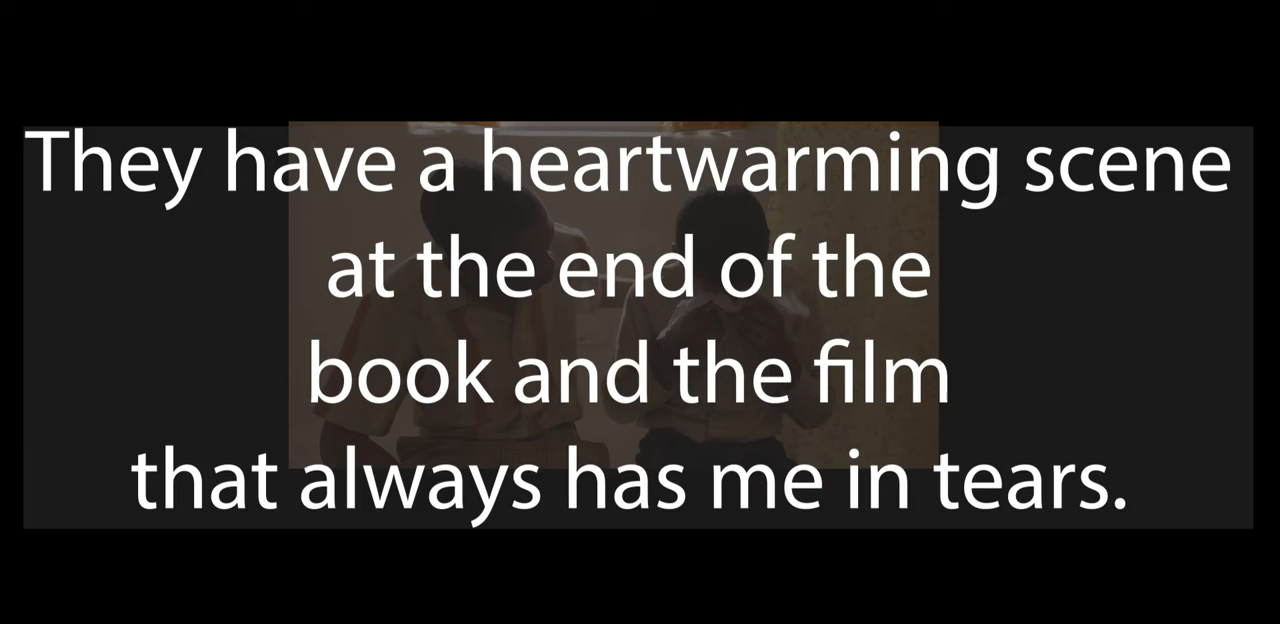 They have a heartwarming scene
at the end of the
book and the film
that always has me in tears.